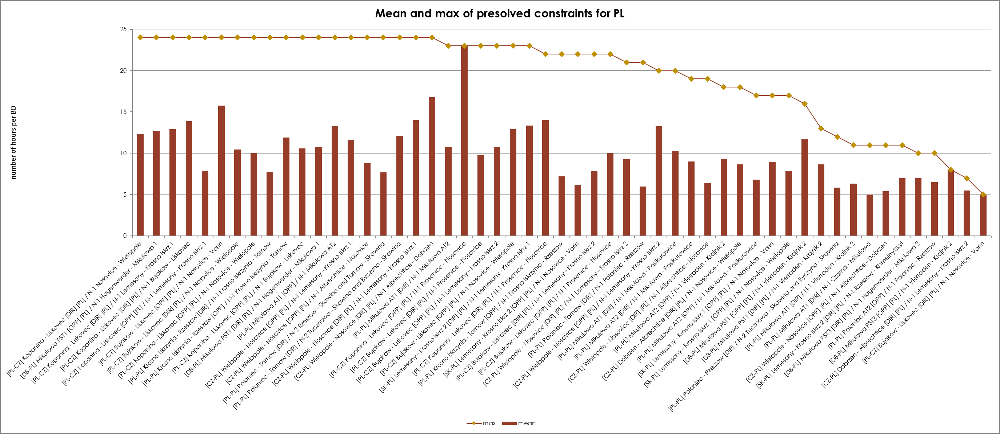 Mean and max of presolved constraints for PL
number of hours per BD
25
20
15
10
5
0
[PL-CZ] Kopanina - Liskovec [DIR] [PL] / N-1 Nosovice - Wielopole
[D8-PL] Mikulowa PST1 [OPP] [PL] / N-1 Hagenwerder - Mikulowa 1
[PL-CZ] Kopanina - Liskovec [DIR] [PL] / N-1 Lemesany - Krosno Iskrz 1
[PL-CZ] Kopanina - Liskovec [DIR] [PL] / N-1 Bujakow - Liskovec
[PL-CZ] Kopanina - Liskovec [OPP] [PL] / N-1 Lemesany - Krosno Iskrz 1
[PL-CZ] Bujakow - Liskovec [OPP] [PL] / N-1 Nosovice - Varin
[PL-CZ] Bujakow - Liskovec [DIR] [PL] / N-1 Nosovice - Wielopole
[PL-CZ] Kopanina - Liskovec [OPP] [PL] / N-1 Nosovice - Wielopole
[PL-PL] Krosno Iskrzynia - Rzeszow [DIR] / N-1 Krosno Iskrzynia - Tarnow
[PL-PL] Krosno Iskrzynia - Rzeszow [OPP] / N-1 Krosno Iskrzynia - Tarnow
[PL-CZ] Kopanina - Liskovec [OPP] [PL] / N-1 Bujakow - Liskovec
[D8-PL] Mikulowa PST1 [DIR] [PL] / N-1 Hagenwerder - Mikulowa 1
[PL-PL] Mikulowa AT1 [OPP] / N-1 Mikulowa AT2
[CZ-PL] Wielopole - Nosovice [OPP] [PL] / N-1 Lemesany - Krosno Iskrz 1
[CZ-PL] Wielopole - Nosovice [OPP] [PL] / N-1 Albrechtice - Nosovice
[PL-PL] Polaniec - Tarnow [DIR] / N-2 Rzeszow - Skawina and Tarnow - Skawina
[PL-PL] Polaniec - Tarnow [DIR] / N-2 Tucznawa - Skawina and Byczyna - Skawina
[CZ-PL] Wielopole - Nosovice [DIR] [PL] / N-1 Lemesany - Krosno Iskrz 1
[CZ-PL] Wielopole - Nosovice [DIR] [PL] / N-1 Albrechtice - Dobrzen
[PL-PL] Mikulowa AT1 [DIR] / N-1 Mikulowa AT2
[PL-CZ] Kopanina - Liskovec [OPP] [PL] / N-1 Prosenice - Nosovice
[PL-CZ] Bujakow - Liskovec [DIR] [PL] / N-1 Prosenice - Nosovice
[PL-CZ] Bujakow - Liskovec [OPP] [PL] / N-1 Lemesany - Krosno Iskrz 2
[PL-CZ] Bujakow - Liskovec [OPP] [PL] / N-1 Nosovice - Wielopole
[SK-PL] Lemesany - Krosno Iskrz 2 [DIR] [PL] / N-1 Lemesany - Krosno Iskrz 1
[PL-CZ] Kopanina - Liskovec [DIR] [PL] / N-1 Prosenice - Nosovice
[PL-PL] Krosno Iskrzynia - Tarnow [OPP] / N-1 Krosno Iskrzynia - Rzeszow
[SK-PL] Lemesany - Krosno Iskrz 2 [OPP] [PL] / N-1 Nosovice - Varin
[PL-CZ] Bujakow - Liskovec [DIR] [PL] / N-1 Lemesany - Krosno Iskrz 2
[PL-CZ] Bujakow - Liskovec [OPP] [PL] / N-1 Prosenice - Nosovice
[CZ-PL] Wielopole - Nosovice [DIR] [PL] / N-1 Lemesany - Krosno Iskrz 2
[PL-PL] Polaniec - Tarnow [DIR] / N-1 Polaniec - Rzeszow
[CZ-PL] Wielopole - Nosovice [OPP] [PL] / N-1 Lemesany - Krosno Iskrz 2
[PL-PL] Mikulowa AT1 [DIR] / N-1 Mikulowa - Pasikurowice
[PL-PL] Mikulowa AT2 [DIR] / N-1 Mikulowa - Pasikurowice
[CZ-PL] Wielopole - Nosovice [DIR] [PL] / N-1 Albrechtice - Nosovice
[PL-PL] Mikulowa AT2 [OPP] / N-1 Vierraden - Krajnik 2
[CZ-PL] Dobrzen - Albrechtice [DIR] [PL] / N-1 Nosovice - Wielopole
[PL-PL] Mikulowa AT2 [OPP] / N-1 Mikulowa - Pasikurowice
[SK-PL] Lemesany - Krosno Iskrz 1 [OPP] [PL] / N-1 Nosovice - Varin
[SK-PL] Lemesany - Krosno Iskrz 1 [OPP] [PL] / N-1 Nosovice - Wielopole
[D8-PL] Mikulowa PST1 [OPP] [PL] / N-1 Vierraden - Krajnik 2
[D8-PL] Mikulowa PST1 [DIR] [PL] / N-1 Vierraden - Krajnik 2
[PL-PL] Polaniec - Rzeszow [DIR] / N-2 Tucznawa - Skawina and Byczyna - Skawina
[PL-PL] Mikulowa AT1 [DIR] / N-1 Vierraden - Krajnik 2
[PL-PL] Mikulowa AT1 [DIR] / N-1 Czarna - Mikulowa
[CZ-PL] Wielopole - Nosovice [OPP] [PL] / N-1 Albrechtice - Dobrzen
[SK-PL] Lemesany - Krosno Iskrz 2 [DIR] [PL] / N-1 Rzeszow - Khmelnytskyi
[D8-PL] Mikulowa PST3 [DIR] [PL] / N-1 Hagenwerder - Mikulowa 2
[PL-PL] Polaniec AT2 [OPP] / N-1 Polaniec - Rzeszow
[D8-PL] Mikulowa PST3 [OPP] [PL] / N-1 Vierraden - Krajnik 2
[CZ-PL] Dobrzen - Albrechtice [DIR] [PL] / N-1 Lemesany - Krosno Iskrz 2
[PL-CZ] Bujakow - Liskovec [DIR] [PL] / N-1 Nosovice - Varin
max
mean